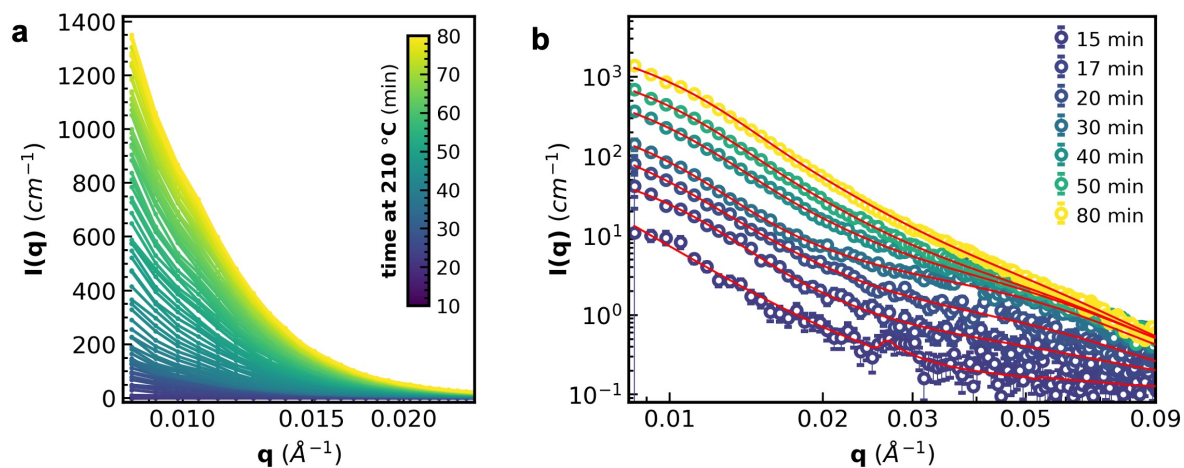 a
1400
1200
1000
800
600
400
200
0
I(q) (cm⁻¹)
0.010
0.015
0.020
q (Å⁻¹)
time at 210 °C (min)
80
70
60
50
40
30
20
10
b
10³
10²
10¹
10⁰
10⁻¹
I(q) (cm⁻¹)
0.01
0.02
0.03
0.05
0.09
q (Å⁻¹)
15 min
17 min
20 min
30 min
40 min
50 min
80 min